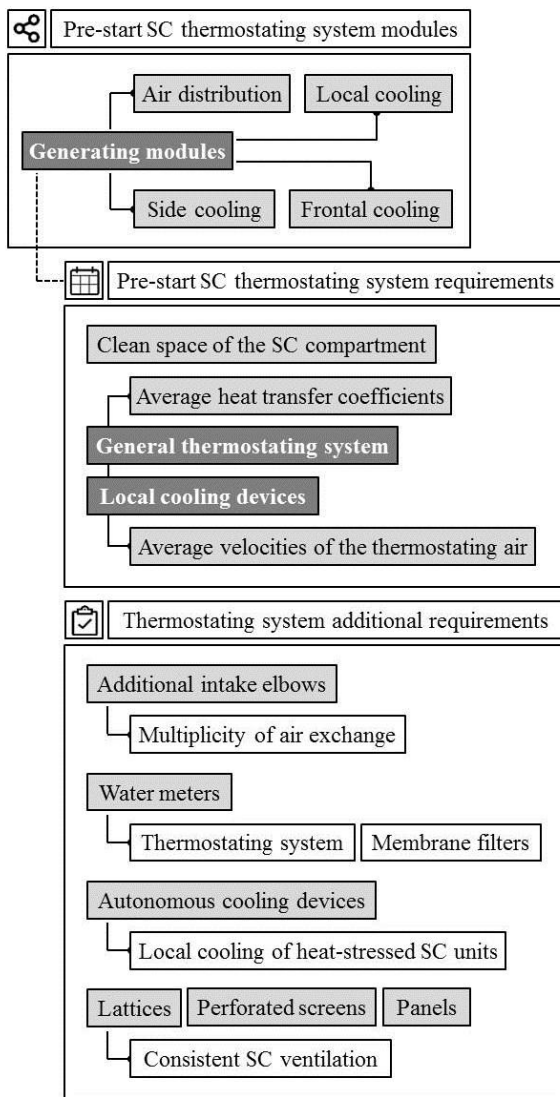 Pre-start SC thermostating system modules
Air distribution
Local cooling
Generating modules
Side cooling
Frontal cooling
Pre-start SC thermostating system requirements
Clean space of the SC compartment
Average heat transfer coefficients
General thermostating system
Local cooling devices
Average velocities of the thermostating air
Thermostating system additional requirements
Additional intake elbows
Multiplicity of air exchange
Water meters
Thermostating system
Membrane filters
Autonomous cooling devices
Local cooling of heat-stressed SC units
Lattices
Perforated screens
Panels
Consistent SC ventilation